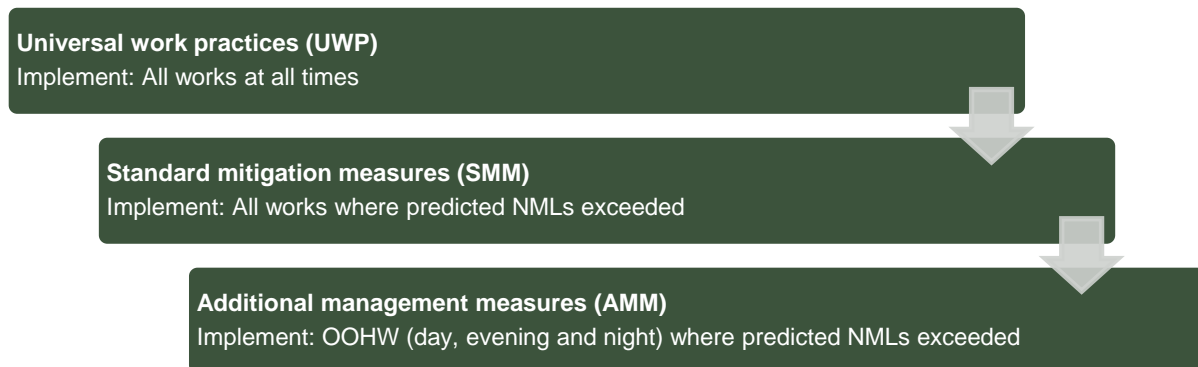 Universal work practices (UWP)
Implement: All works at all times
Standard mitigation measures (SMM)
Implement: All works where predicted NMLs exceeded
Additional management measures (AMM)
Implement: OOHW (day, evening and night) where predicted NMLs exceeded